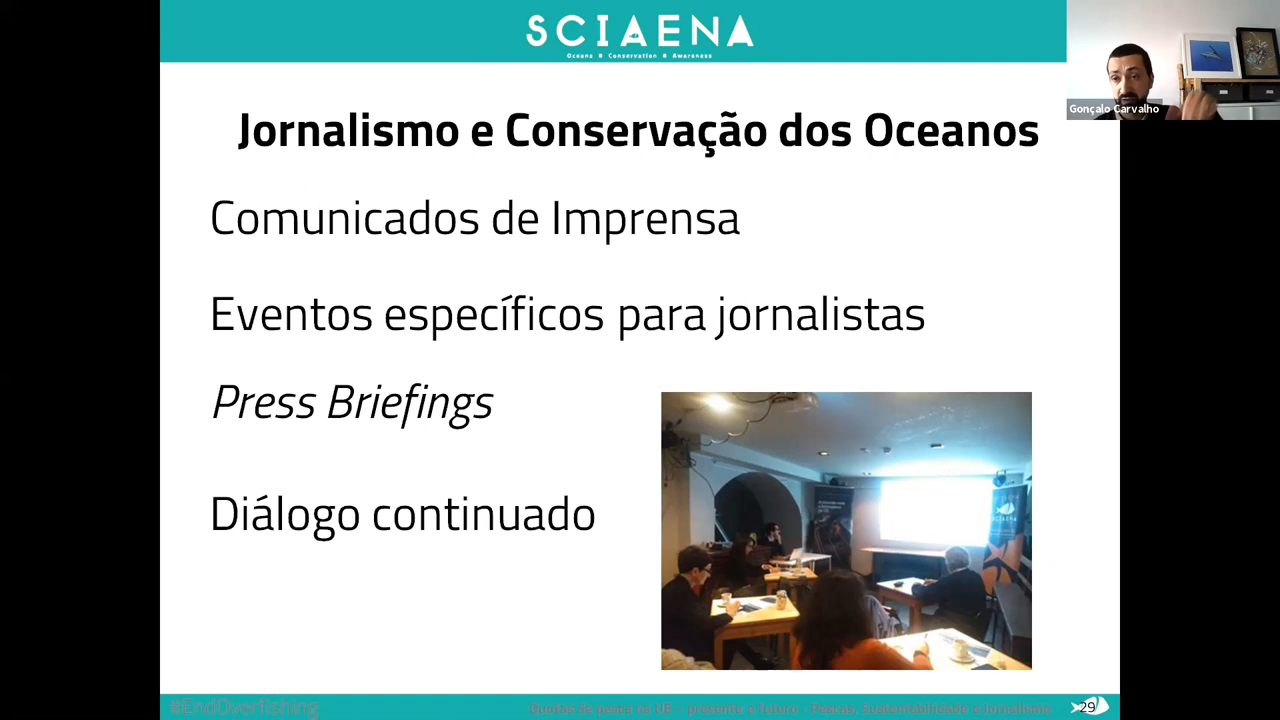 SCIAENA
Oceans # Conservation # Awareness
Gonçalo Carvalho
Jornalismo e Conservação dos Oceanos
Comunicados de Imprensa
Eventos específicos para jornalistas
Press Briefings
Diálogo continuado
#EndOverfishing
Quotas de pesca na UE – presente e futuro - Pescas, Sustentabilidade e Jornalismo
29